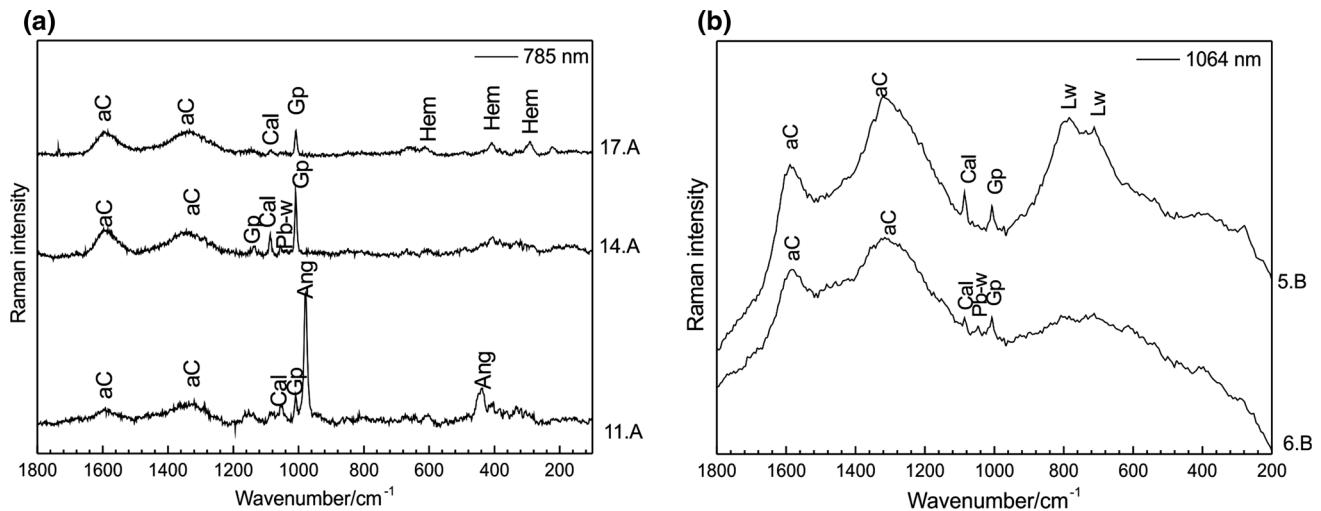 (a)
785 nm
aC aC Cal Gp Hem Hem Hem
17.A
aC aC Gp Cal Pb-w Gp
14.A
aC aC Cal Gp Ang Ang
11.A
Raman intensity
1800 1600 1400 1200 1000 800 600 400 200
Wavenumber/cm-1
(b)
1064 nm
aC aC Cal Gp Lw Lw
5.B
aC aC Cal Pb-w Gp
6.B
Raman intensity
1800 1600 1400 1200 1000 800 600 400 200
Wavenumber/cm-1